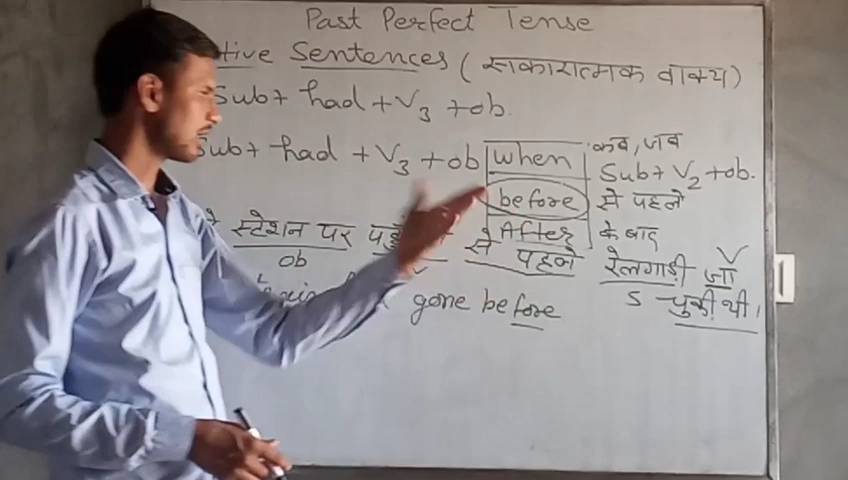 Past Perfect Tense
tive Sentences ( सकारात्मक वाक्य)
Sub+ had + V3 + ob.
Sub+ had + V3 + ob when कब, जब
Sub + V2 + ob.
before से पहले
After के बाद
स्टेशन पर से पहले रेलगाड़ी जा
ob V
S चुकी थी।
gone before